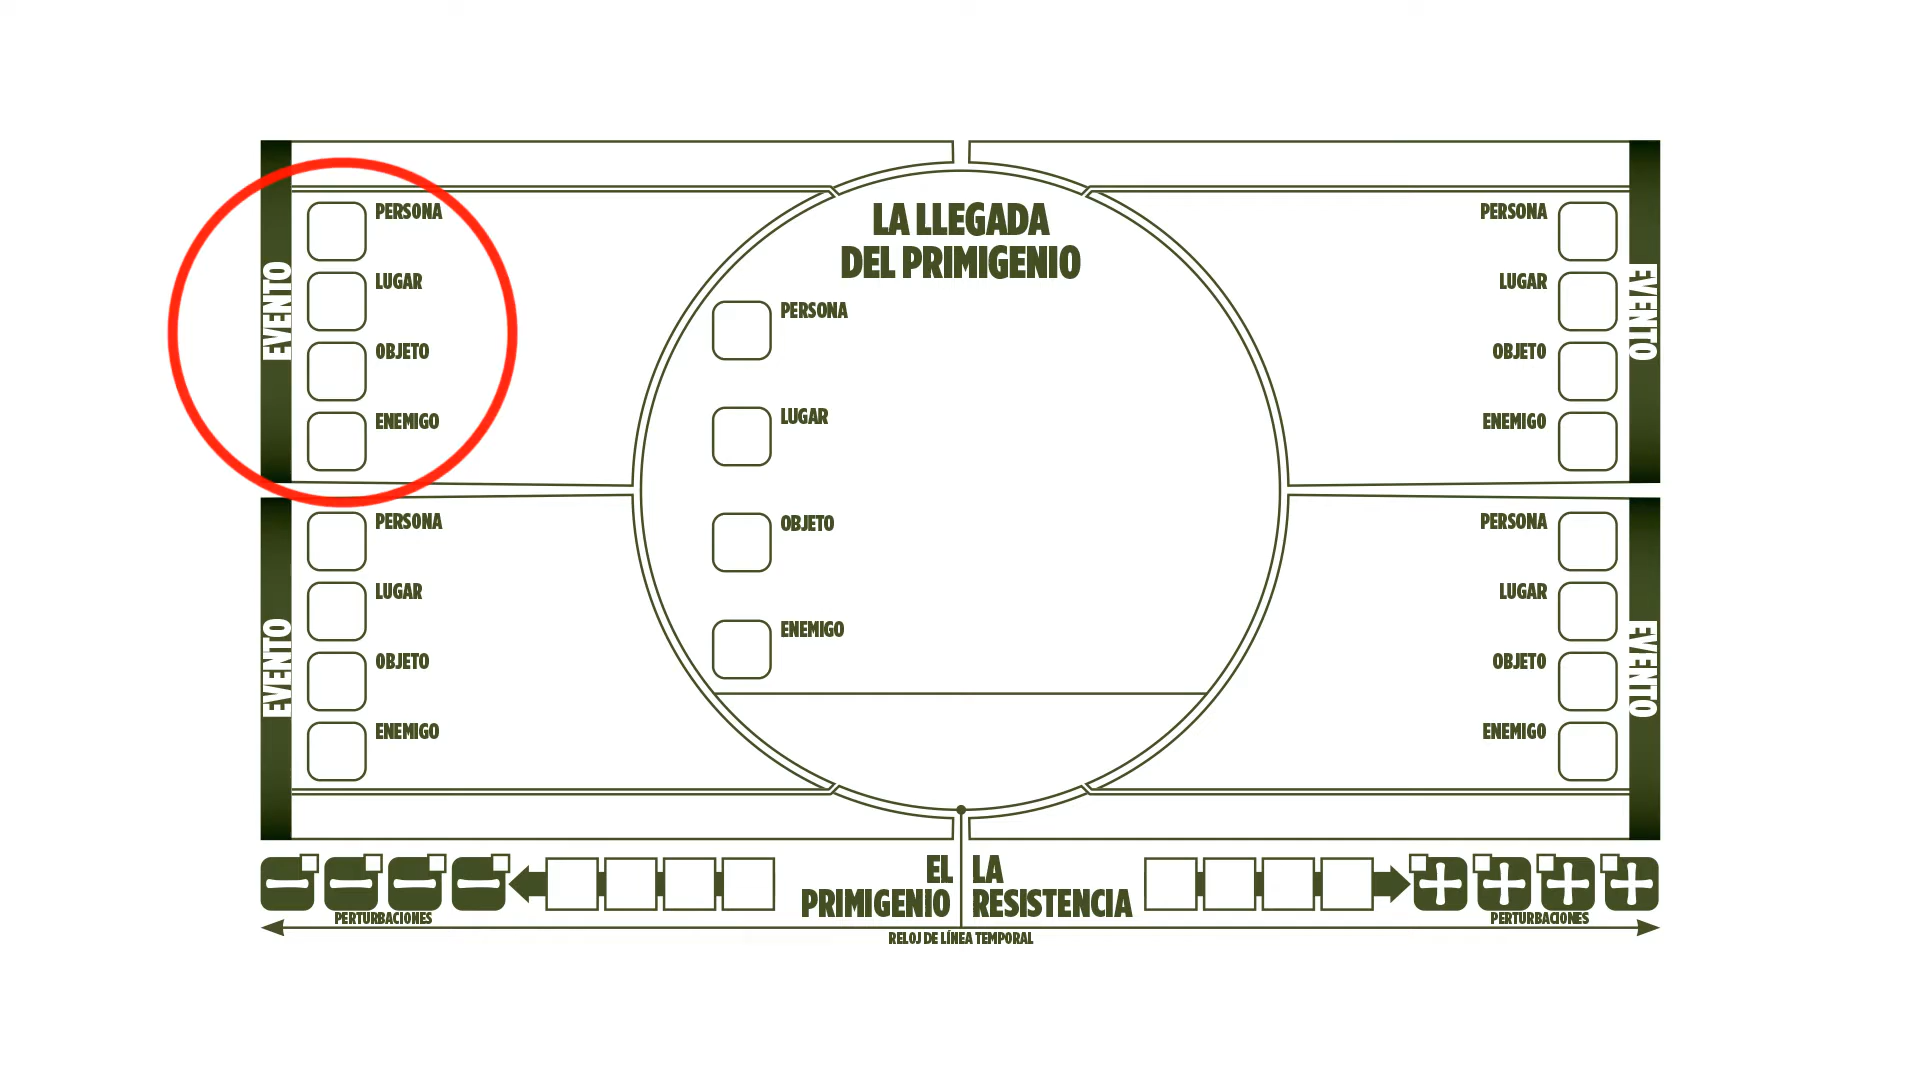 EVENTO
PERSONA
LUGAR
OBJETO
ENEMIGO
LA LLEGADA
DEL PRIMIGENIO
PERSONA
LUGAR
OBJETO
ENEMIGO
PERSONA
LUGAR
OBJETO
ENEMIGO
EVENTO
EVENTO
PERSONA
LUGAR
OBJETO
ENEMIGO
PERSONA
LUGAR
OBJETO
ENEMIGO
EVENTO
PERTURBACIONES
EL
PRIMIGENIO
LA
RESISTENCIA
PERTURBACIONES
RELOJ DE LÍNEA TEMPORAL